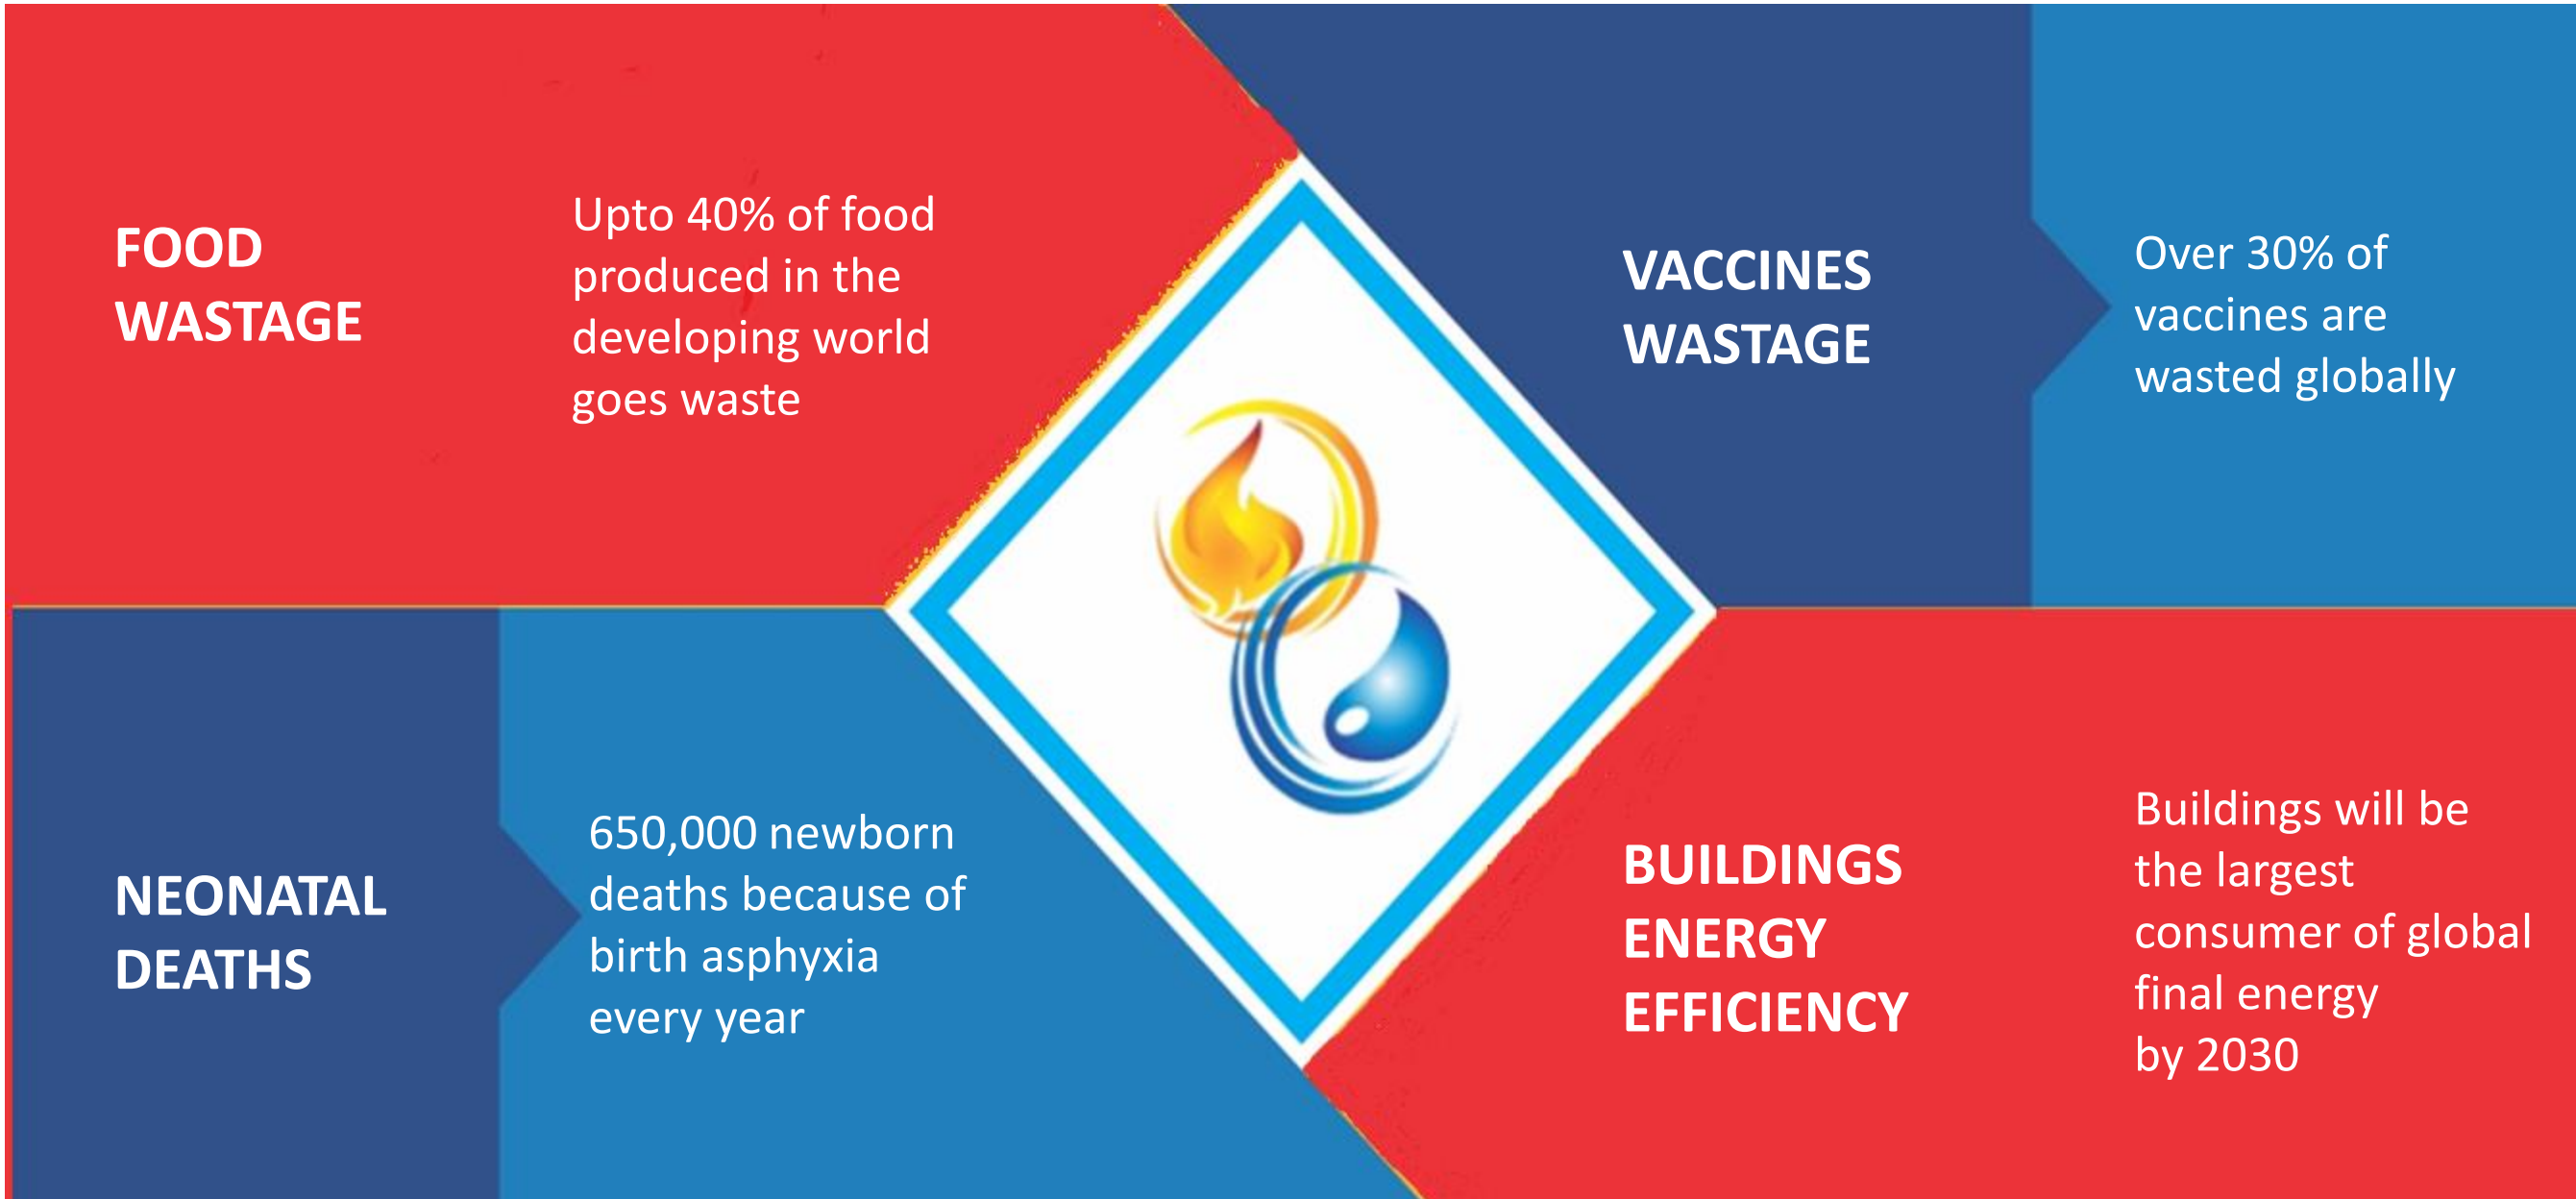 FOOD
WASTAGE
Upto 40% of food
produced in the
developing world
goes waste
VACCINES
WASTAGE
Over 30% of
vaccines are
wasted globally
NEONATAL
DEATHS
650,000 newborn
deaths because of
birth asphyxia
every year
BUILDINGS
ENERGY
EFFICIENCY
Buildings will be
the largest
consumer of global
final energy
by 2030